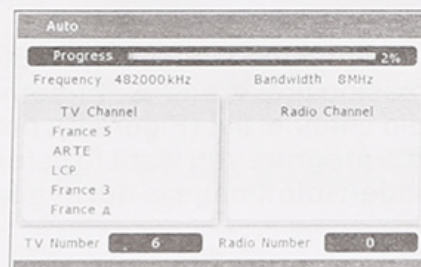 Auto
Progress 2%
Frequency 482000kHz Bandwidth 8MHz
TV Channel Radio Channel
France 5
ARTE
LCP
France 3
France д
TV Number 6 Radio Number 0